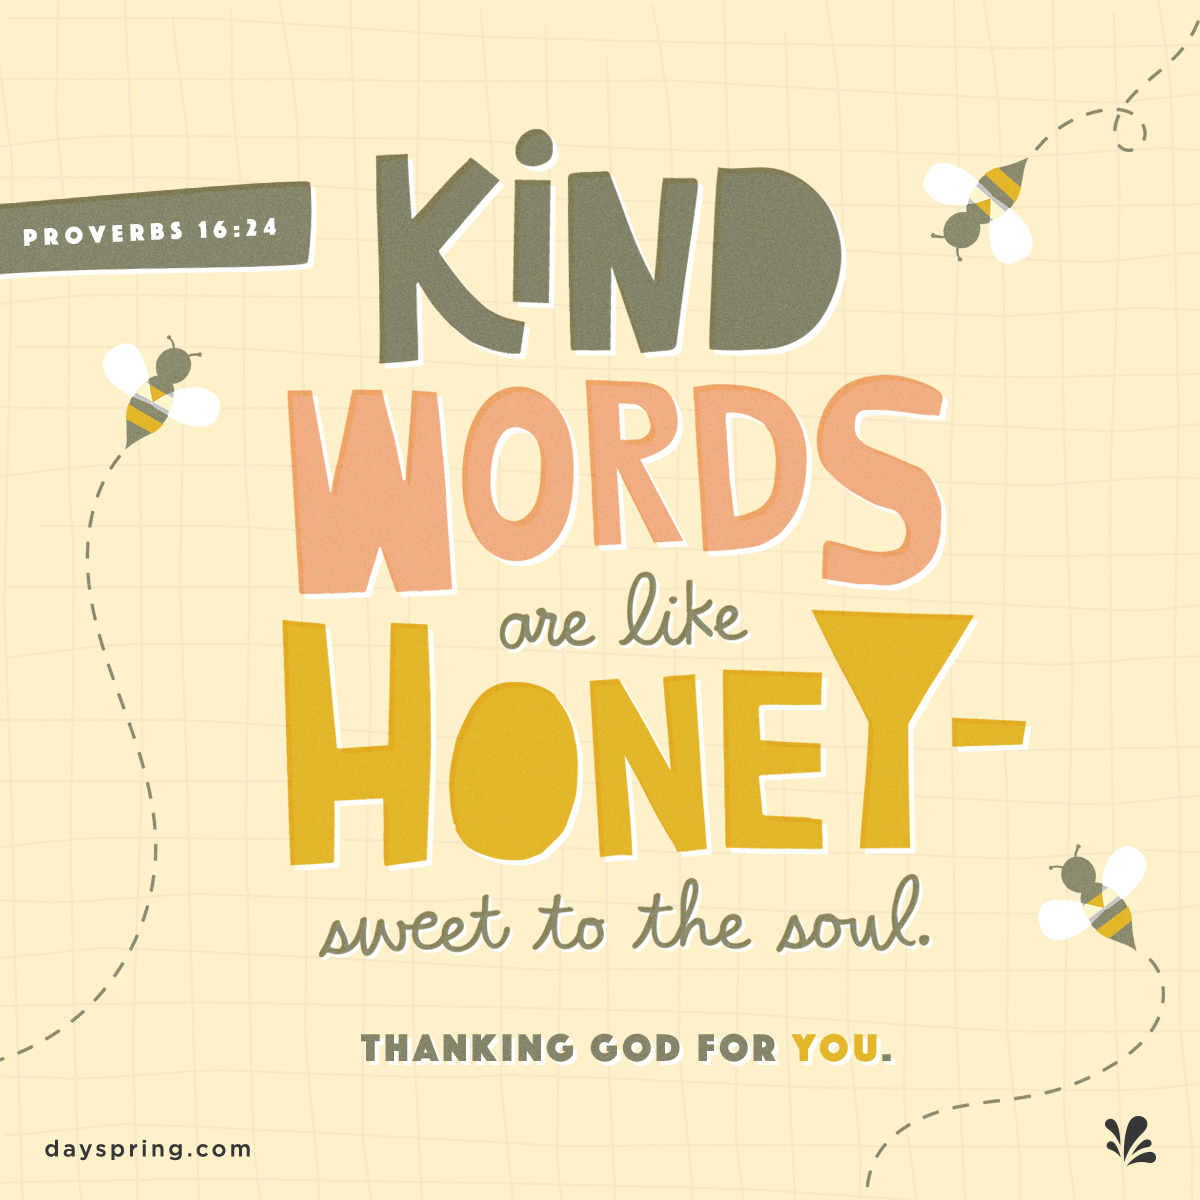 PROVERBS 16:24
KiND
WORDS
are like
HONEY-
sweet to the soul.
THANKING GOD FOR YOU.
dayspring.com